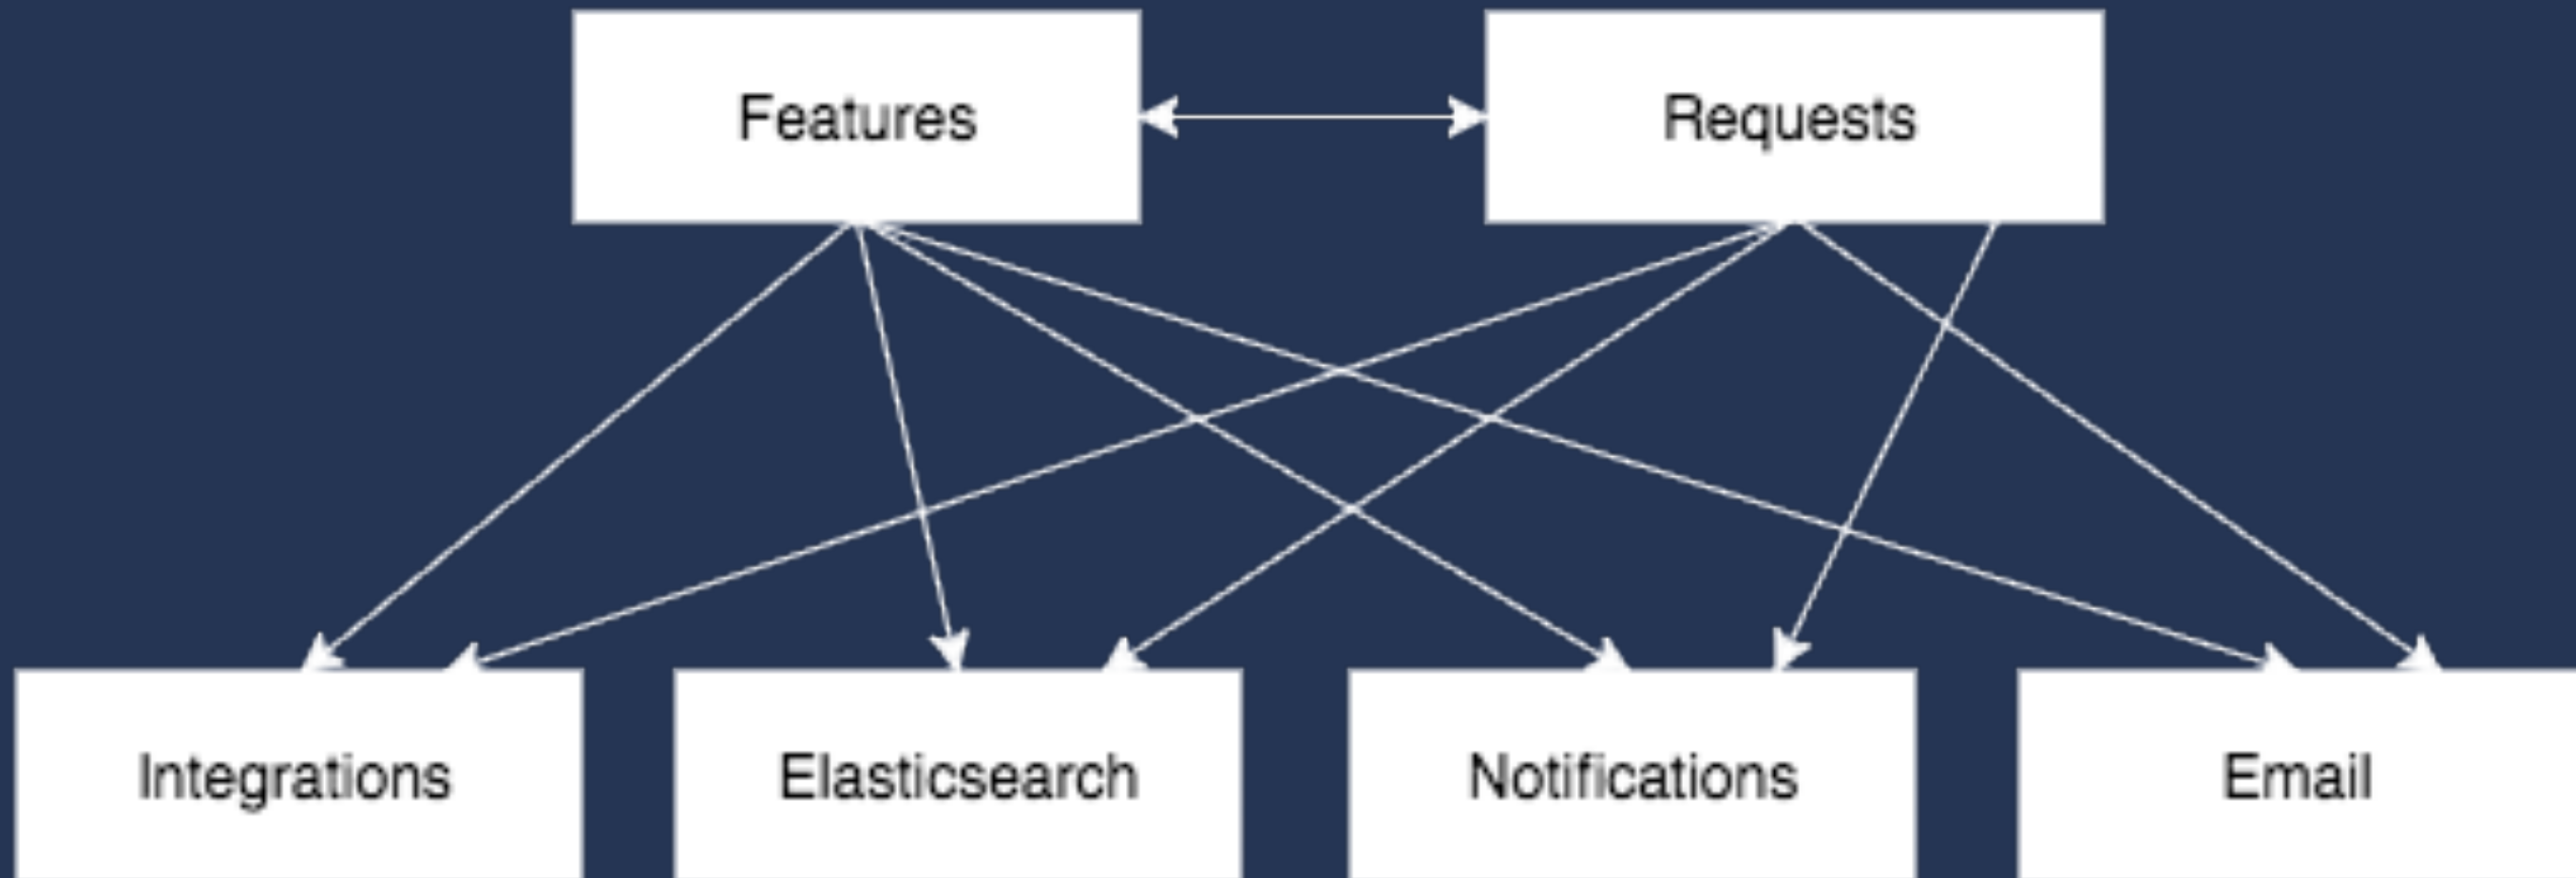 Features
Requests
Integrations
Elasticsearch
Notifications
Email